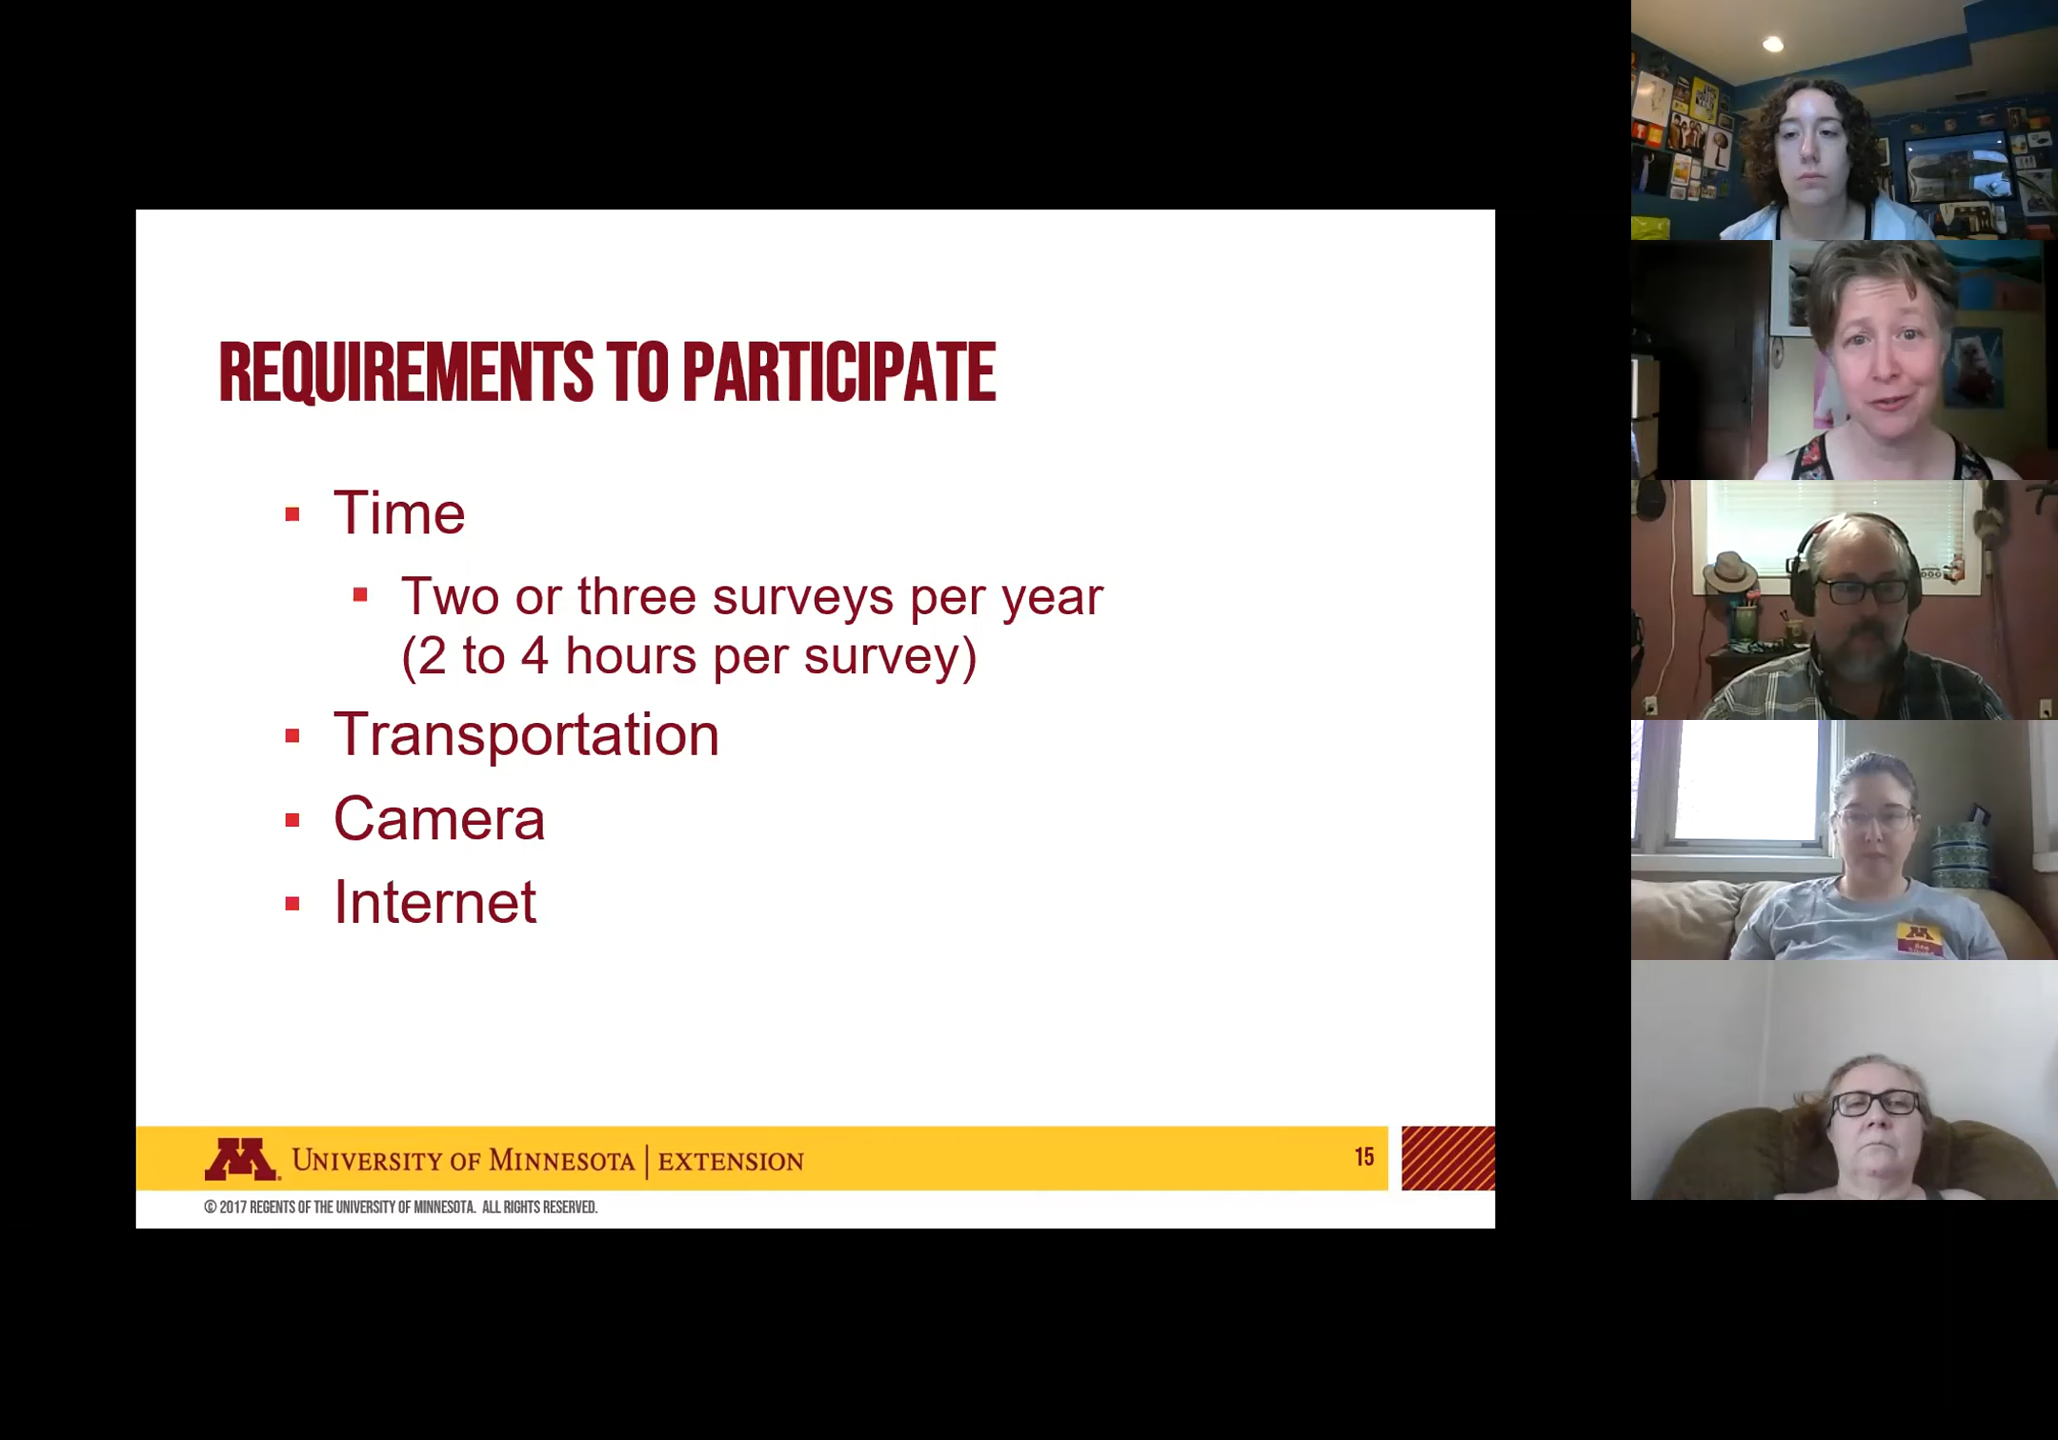 REQUIREMENTS TO PARTICIPATE
▪ Time
▪ Two or three surveys per year
(2 to 4 hours per survey)
▪ Transportation
▪ Camera
▪ Internet
M
UNIVERSITY OF MINNESOTA | EXTENSION
15
© 2017 REGENTS OF THE UNIVERSITY OF MINNESOTA. ALL RIGHTS RESERVED.
M